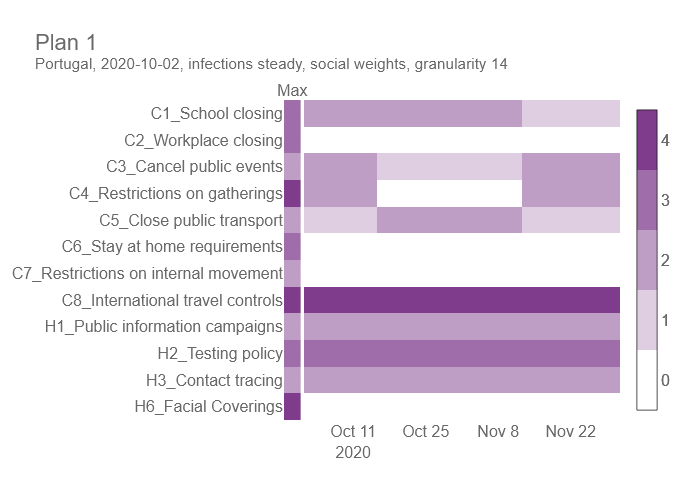 Plan 1
Portugal, 2020-10-02, infections steady, social weights, granularity 14
Max
C1_School closing
C2_Workplace closing
C3_Cancel public events
C4_Restrictions on gatherings
C5_Close public transport
C6_Stay at home requirements
C7_Restrictions on internal movement
C8_International travel controls
H1_Public information campaigns
H2_Testing policy
H3_Contact tracing
H6_Facial Coverings
Oct 11
2020
Oct 25
Nov 8
Nov 22
4
3
2
1
0